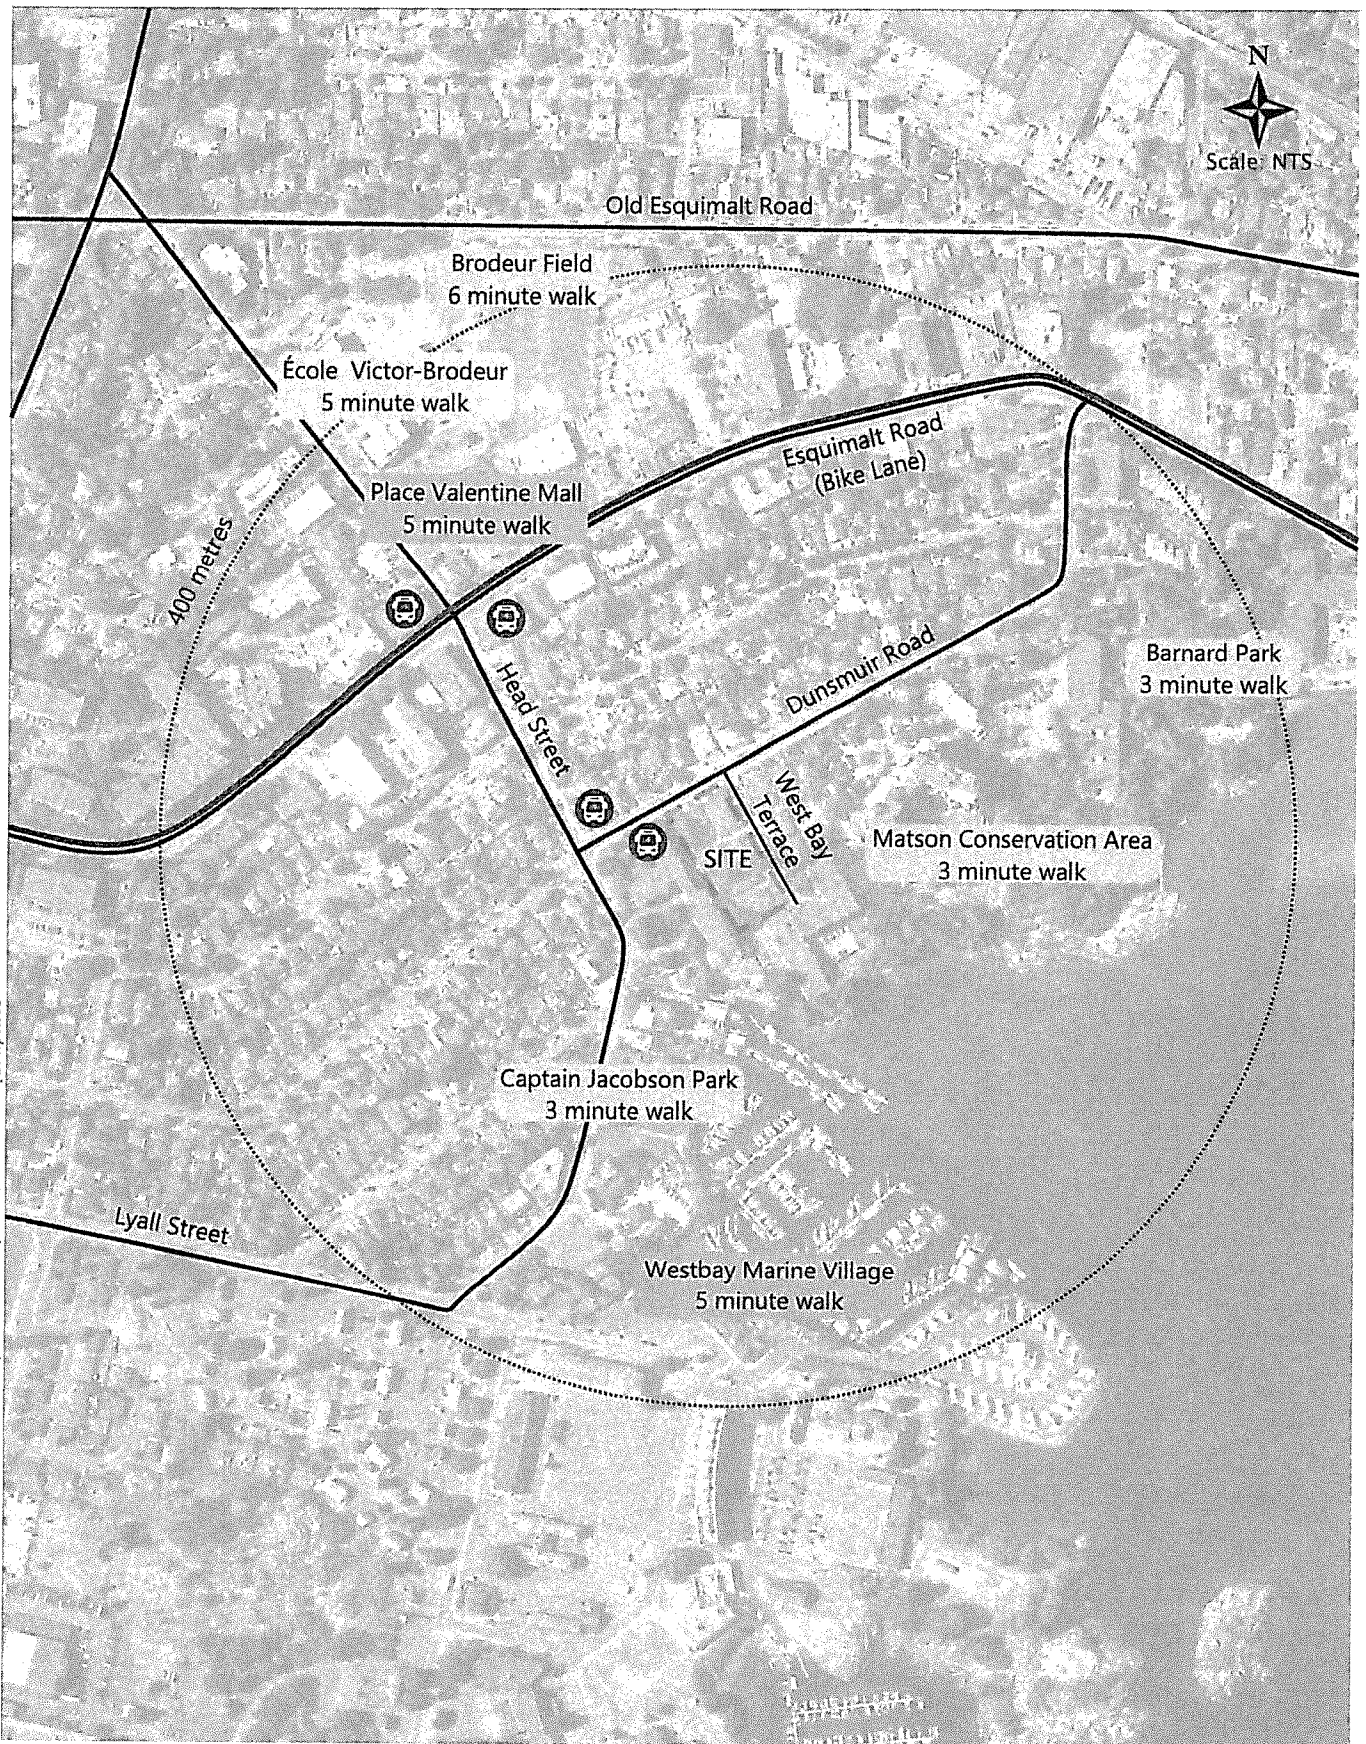 N
Scale: NTS
Old Esquimalt Road
Brodeur Field
6 minute walk
École Victor-Brodeur
5 minute walk
Esquimalt Road
(Bike Lane)
Place Valentine Mall
5 minute walk
400 metres
Head Street
Dunsmuir Road
Barnard Park
3 minute walk
West Bay
Terrace
SITE
Matson Conservation Area
3 minute walk
Captain Jacobson Park
3 minute walk
Lyall Street
Westbay Marine Village
5 minute walk